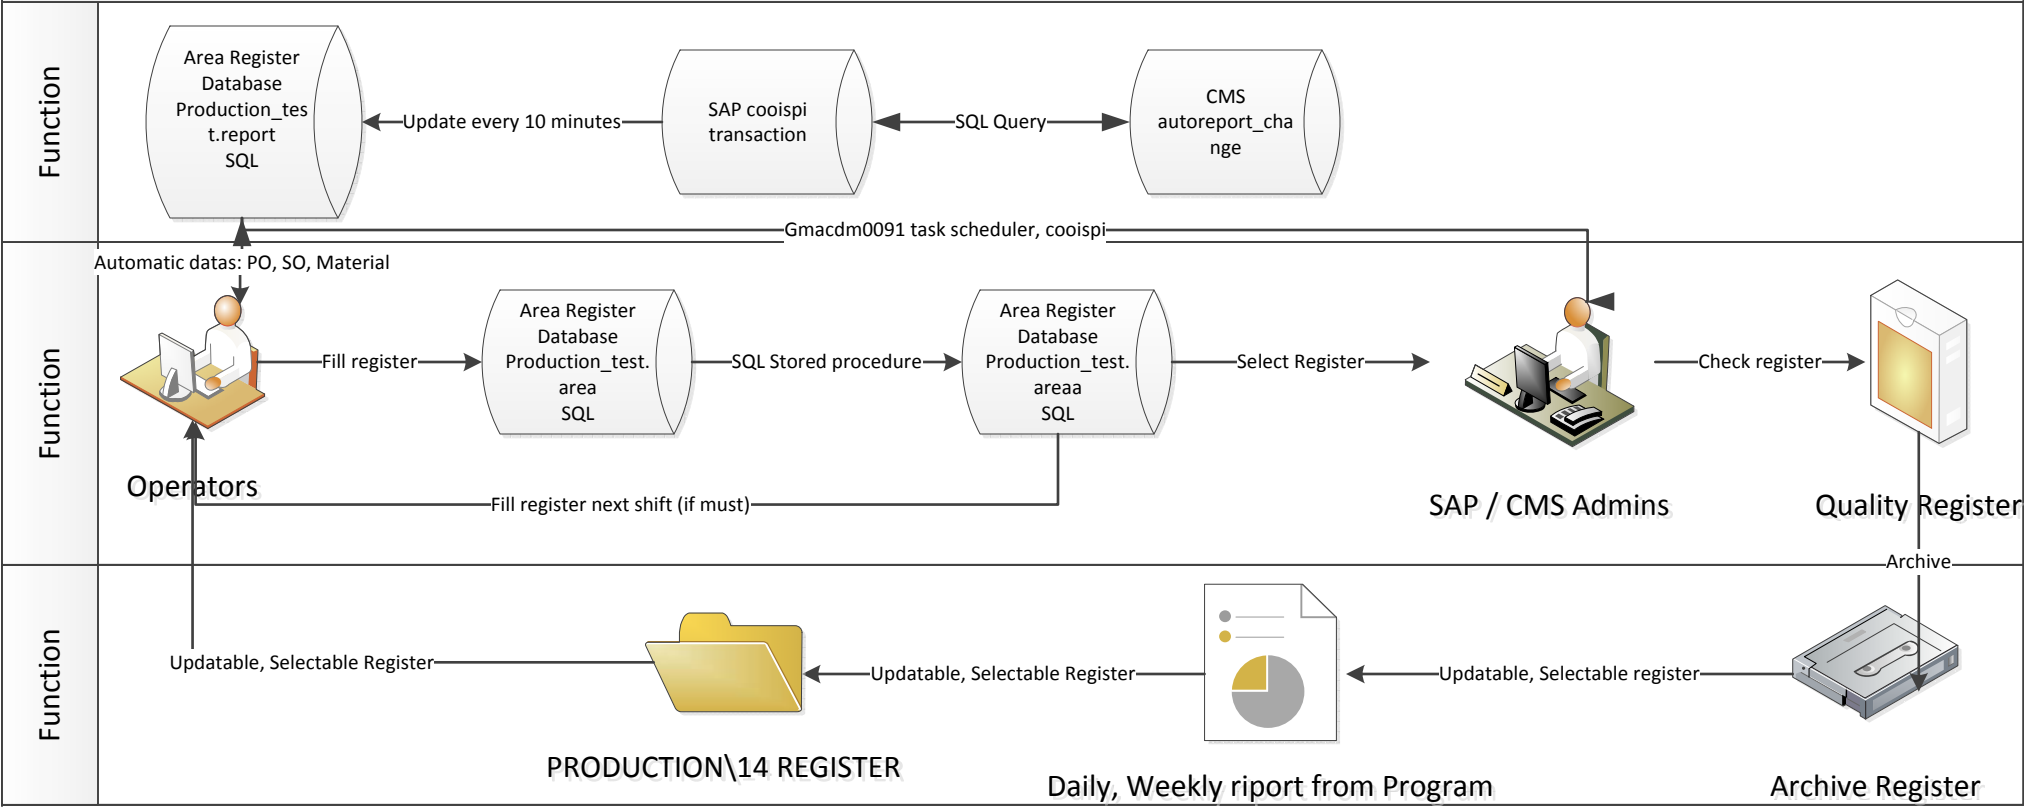 Function
Area Register
Database
Production_tes
t.report
SQL
Update every 10 minutes
SAP cooispi
transaction
SQL Query
CMS
autoreport_cha
nge
Gmacdm0091 task scheduler, cooispi
Function
Automatic datas: PO, SO, Material
Operators
Fill register
Area Register
Database
Production_test.
area
SQL
SQL Stored procedure
Area Register
Database
Production_test.
areaa
SQL
Select Register
SAP / CMS Admins
Check register
Quality Register
Fill register next shift (if must)
Archive
Function
Updatable, Selectable Register
PRODUCTION\14 REGISTER
Updatable, Selectable Register
Daily, Weekly riport from Program
Updatable, Selectable register
Archive Register